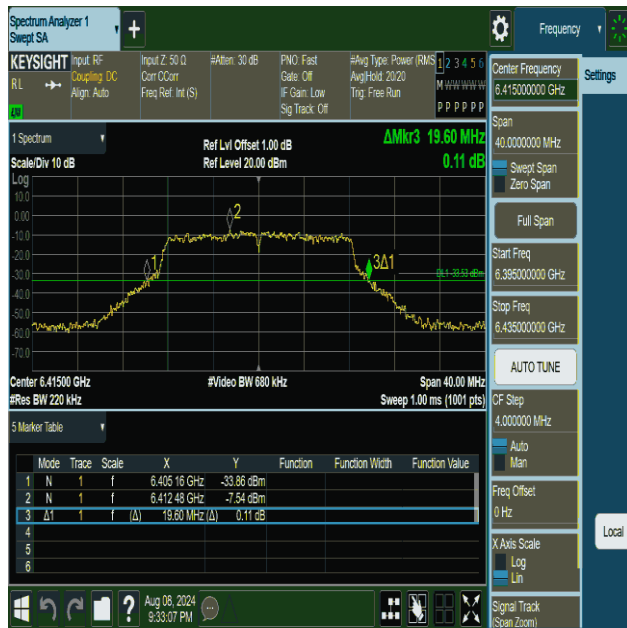 Spectrum Analyzer 1
Swept SA
+
Frequency
KEYSIGHT
RL
Input: RF
Coupling: DC
Align: Auto
Input Z: 50 Ω
Corr CCorr
Freq Ref: Int (S)
#Atten: 30 dB
PNO: Fast
Gate: Off
IF Gain: Low
Sig Track: Off
#Avg Type: Power (RMS
Avg|Hold: 20/20
Trig: Free Run
1 2 3 4 5 6
M W W W W W
P P P P P P
1 Spectrum
Scale/Div 10 dB
Ref Lvl Offset 1.00 dB
Ref Level 20.00 dBm
ΔMkr3 19.60 MHz
0.11 dB
Log
10.0
0.00
-10.0
-20.0
-30.0
-40.0
-50.0
-60.0
-70.0
1
2
3Δ1
DL1 -33.53 dBm
Center 6.41500 GHz
#Res BW 220 kHz
#Video BW 680 kHz
Span 40.00 MHz
Sweep 1.00 ms (1001 pts)
5 Marker Table
Mode Trace Scale X Y Function Function Width Function Value
1 N 1 f 6.405 16 GHz -33.86 dBm
2 N 1 f 6.412 48 GHz -7.54 dBm
3 Δ1 1 f (Δ) 19.60 MHz (Δ) 0.11 dB
4
5
6
Aug 08, 2024
9:33:07 PM
?
Center Frequency
6.415000000 GHz
Settings
Span
40.0000000 MHz
Swept Span
Zero Span
Full Span
Start Freq
6.395000000 GHz
Stop Freq
6.435000000 GHz
AUTO TUNE
CF Step
4.000000 MHz
Auto
Man
Freq Offset
0 Hz
X Axis Scale
Log
Lin
Local
Signal Track
(Span Zoom)